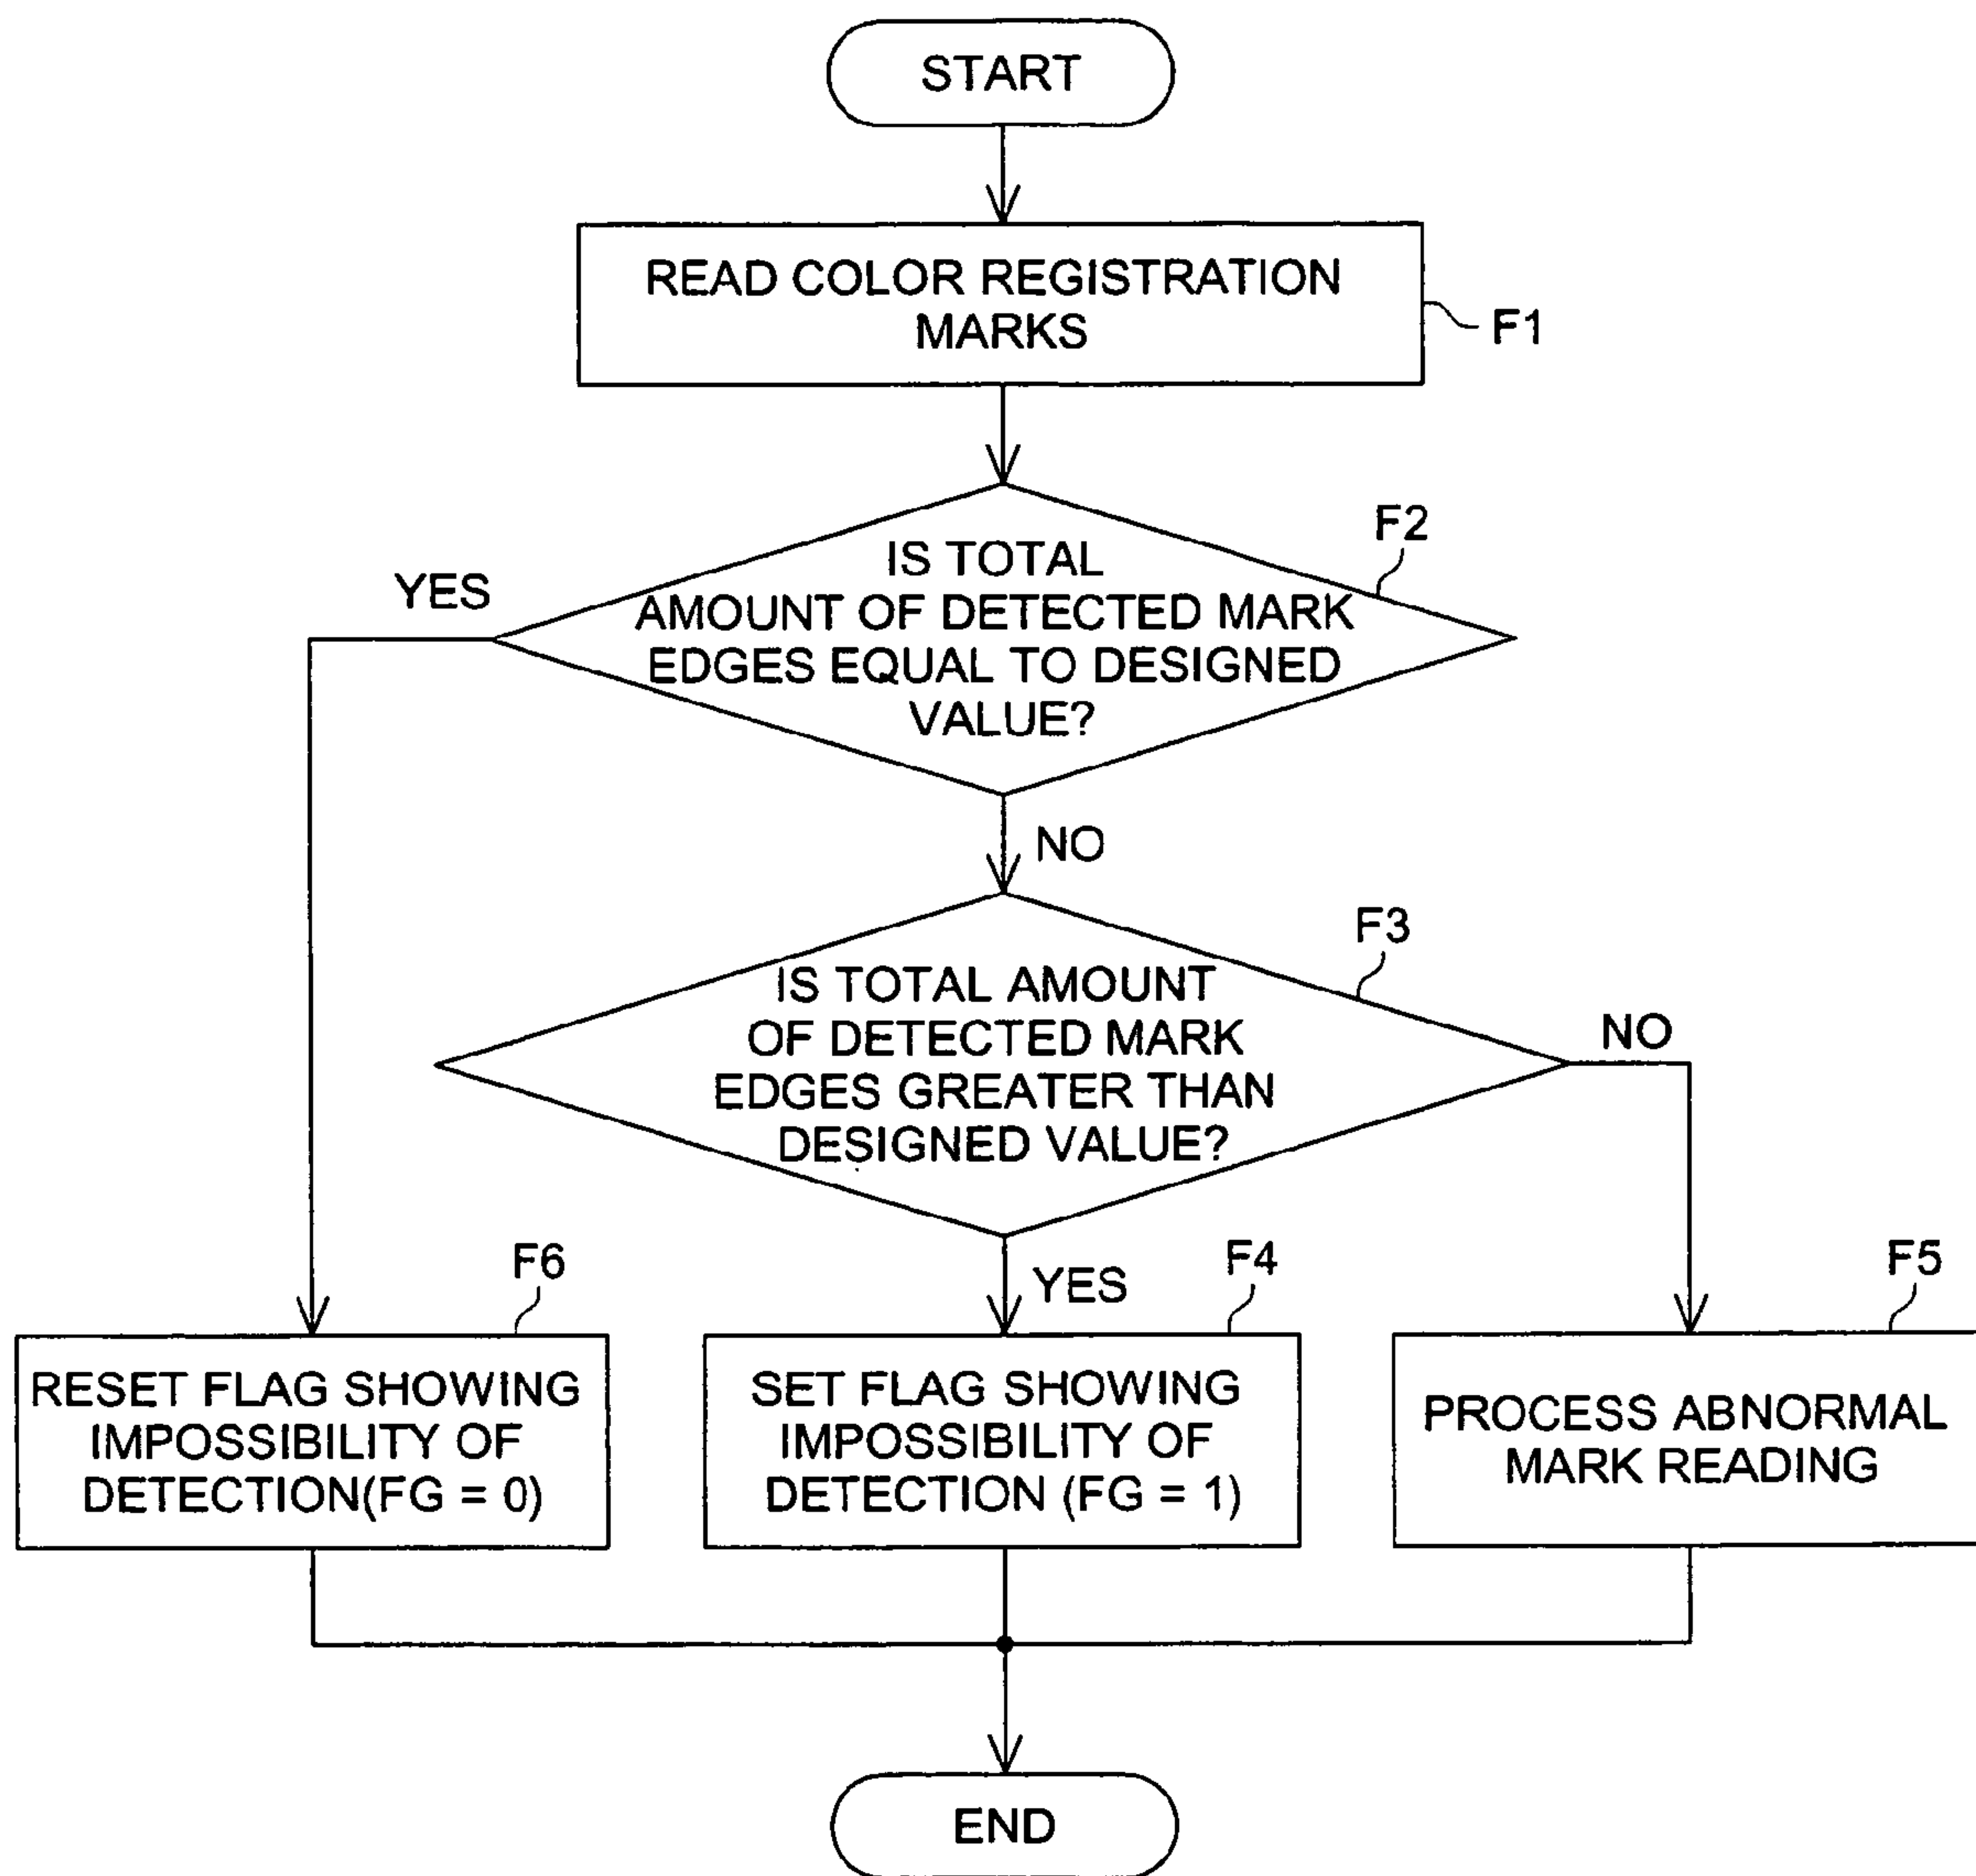 START
READ COLOR REGISTRATION
MARKS
F1
F2
IS TOTAL
AMOUNT OF DETECTED MARK
EDGES EQUAL TO DESIGNED
VALUE?
YES
NO
F3
IS TOTAL AMOUNT
OF DETECTED MARK
EDGES GREATER THAN
DESIGNED VALUE?
NO
YES
F6
RESET FLAG SHOWING
IMPOSSIBILITY OF
DETECTION(FG = 0)
F4
SET FLAG SHOWING
IMPOSSIBILITY OF
DETECTION (FG = 1)
F5
PROCESS ABNORMAL
MARK READING
END